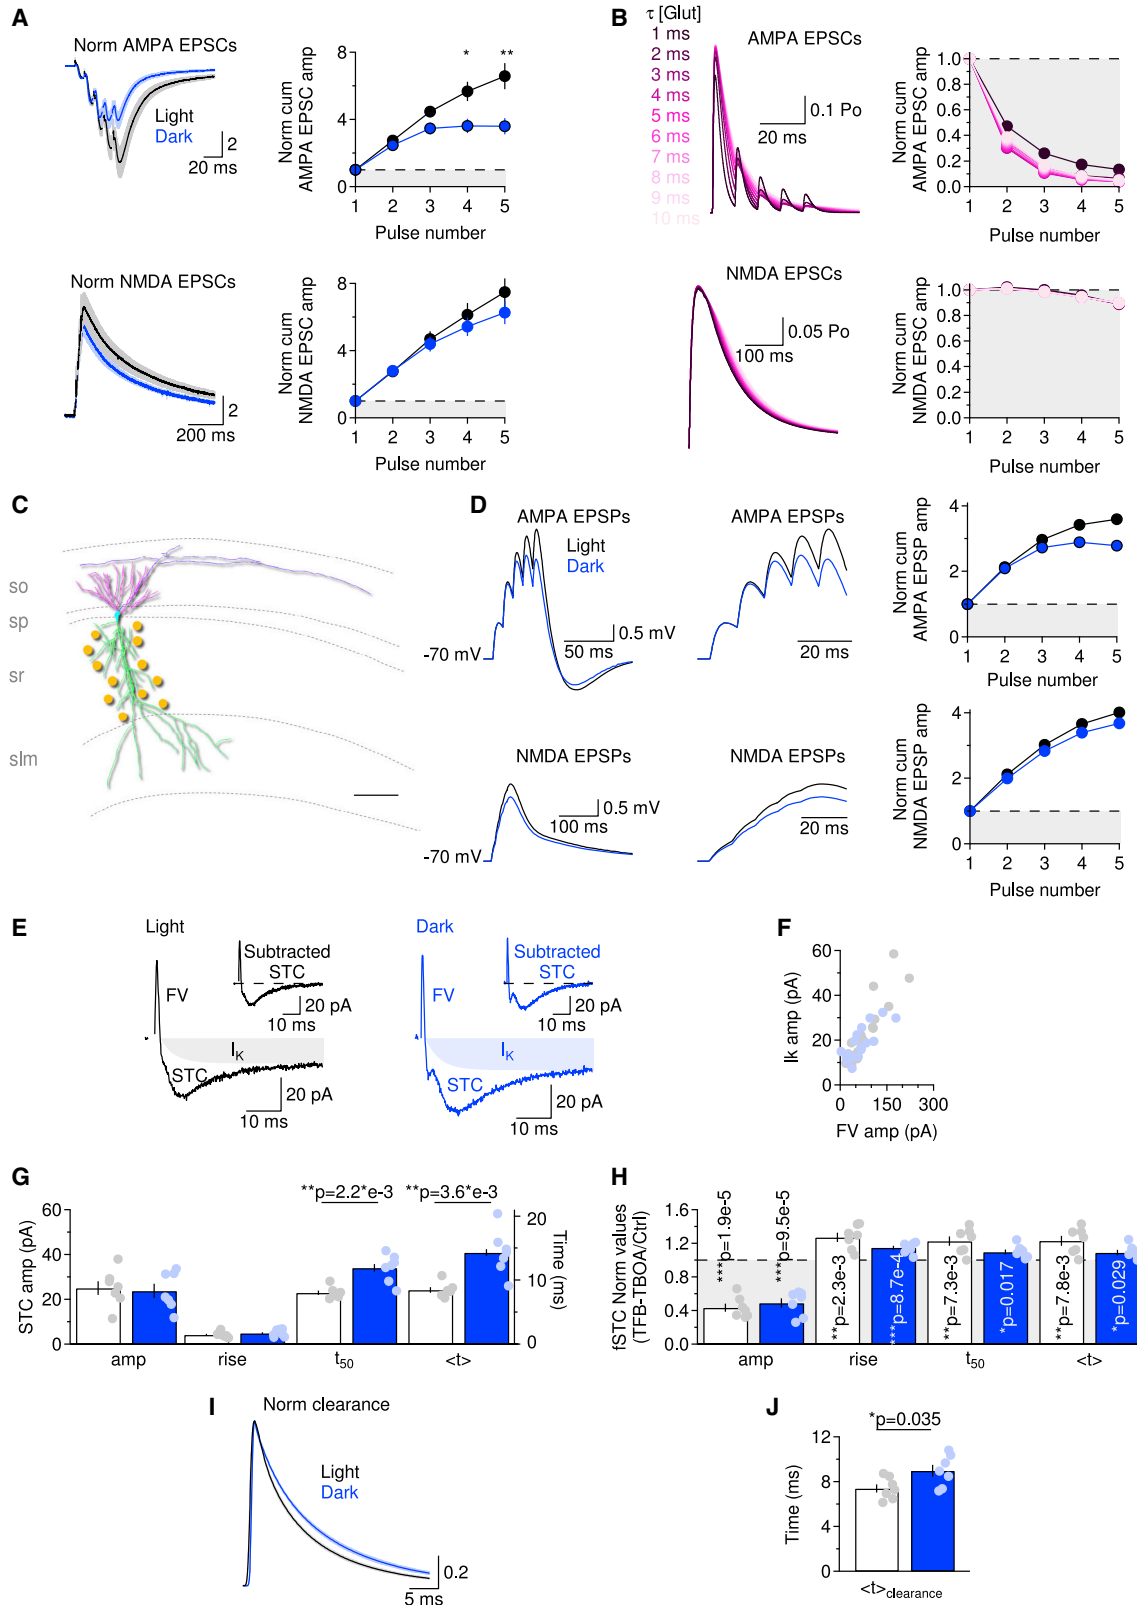 A
Norm AMPA EPSCs
Light
Dark
2
20 ms
Norm cum
AMPA EPSC amp
8
4
0
* **
1 2 3 4 5
Pulse number
Norm NMDA EPSCs
2
200 ms
Norm cum
NMDA EPSC amp
8
4
0
1 2 3 4 5
Pulse number
B
τ [Glut]
1 ms
2 ms
3 ms
4 ms
5 ms
6 ms
7 ms
8 ms
9 ms
10 ms
AMPA EPSCs
0.1 Po
20 ms
Norm cum
AMPA EPSC amp
1.0
0.8
0.6
0.4
0.2
0.0
1 2 3 4 5
Pulse number
NMDA EPSCs
0.05 Po
100 ms
Norm cum
NMDA EPSC amp
1.0
0.8
0.6
0.4
0.2
0.0
1 2 3 4 5
Pulse number
C
so
sp
sr
slm
D
AMPA EPSPs
Light
Dark
0.5 mV
50 ms
-70 mV
AMPA EPSPs
20 ms
Norm cum
AMPA EPSP amp
4
2
0
1 2 3 4 5
Pulse number
NMDA EPSPs
0.5 mV
100 ms
-70 mV
NMDA EPSPs
20 ms
Norm cum
NMDA EPSP amp
4
2
0
1 2 3 4 5
Pulse number
E
Light
FV
Subtracted
STC
20 pA
10 ms
IK
STC
20 pA
10 ms
Dark
FV
Subtracted
STC
20 pA
10 ms
IK
STC
20 pA
10 ms
F
Ik amp (pA)
60
40
20
0
0 150 300
FV amp (pA)
G
**p=2.2*e-3 **p=3.6*e-3
STC amp (pA)
60
40
20
0
Time (ms)
20
10
0
amp rise t50 <t>
H
fSTC Norm values
(TFB-TBOA/Ctrl)
1.6
1.2
0.8
0.4
0.0
***p=1.9e-5
***p=9.5e-5
**p=2.3e-3
***p=8.7e-4
**p=7.3e-3
*p=0.017
**p=7.8e-3
*p=0.029
amp rise t50 <t>
I
Norm clearance
Light
Dark
0.2
5 ms
J
*p=0.035
Time (ms)
12
8
4
0
<t>clearance